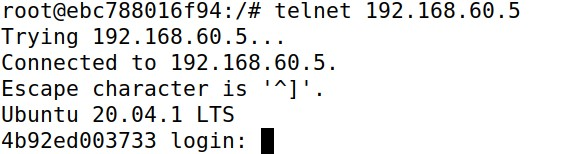 root@ebc788016f94:/# telnet 192.168.60.5
Trying 192.168.60.5...
Connected to 192.168.60.5.
Escape character is '^]'.
Ubuntu 20.04.1 LTS
4b92ed003733 login: